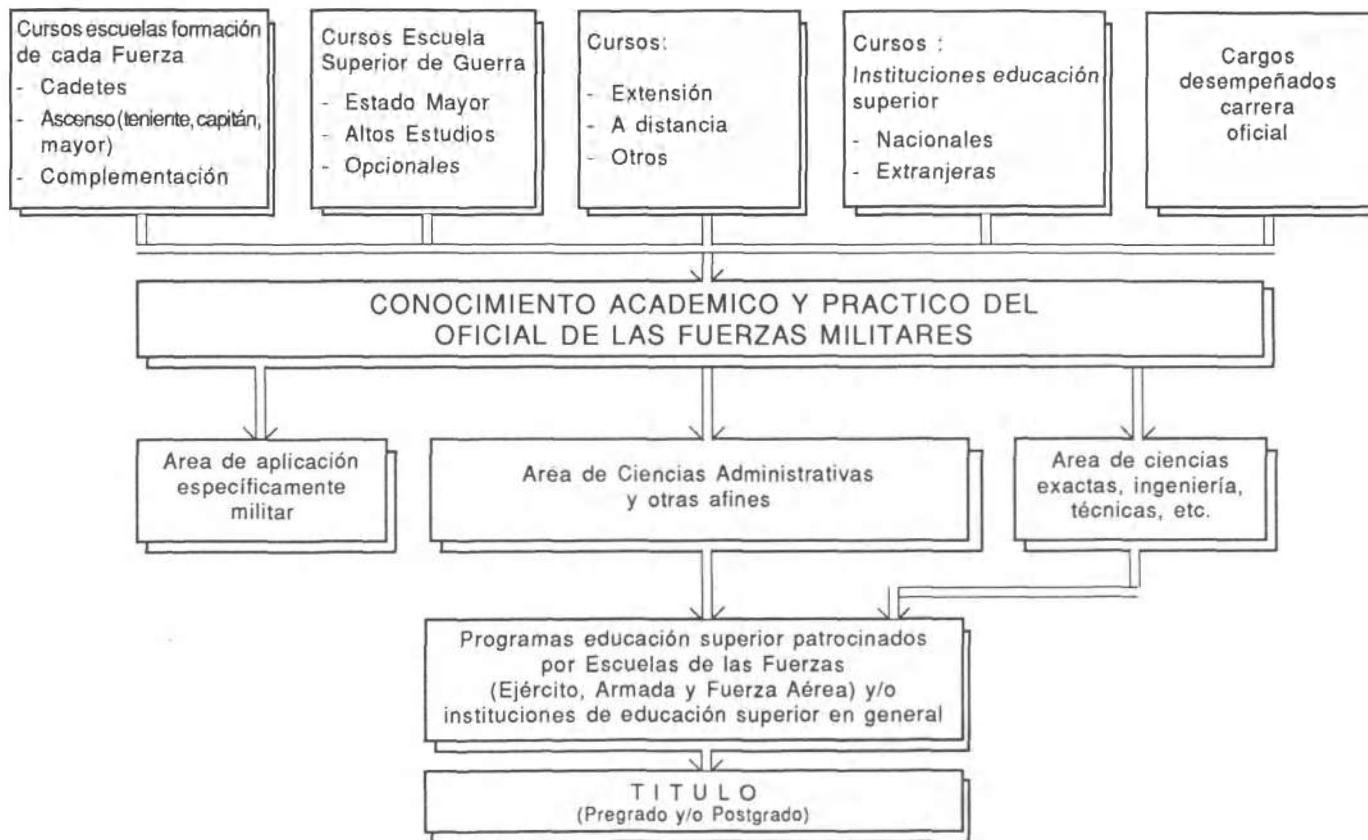 Cursos escuelas formación
de cada Fuerza
- Cadetes
- Ascenso (teniente, capitán,
mayor)
- Complementación
Cursos Escuela
Superior de Guerra
- Estado Mayor
- Altos Estudios
- Opcionales
Cursos:
- Extensión
- A distancia
- Otros
Cursos :
Instituciones educación
superior
- Nacionales
- Extranjeras
Cargos
desempeñados
carrera
oficial
CONOCIMIENTO ACADEMICO Y PRACTICO DEL
OFICIAL DE LAS FUERZAS MILITARES
Area de aplicación
específicamente
militar
Area de Ciencias Administrativas
y otras afines
Area de ciencias
exactas, ingeniería,
técnicas, etc.
Programas educación superior patrocinados
por Escuelas de las Fuerzas
(Ejército, Armada y Fuerza Aérea) y/o
instituciones de educación superior en general
T I T U L O
(Pregrado y/o Postgrado)